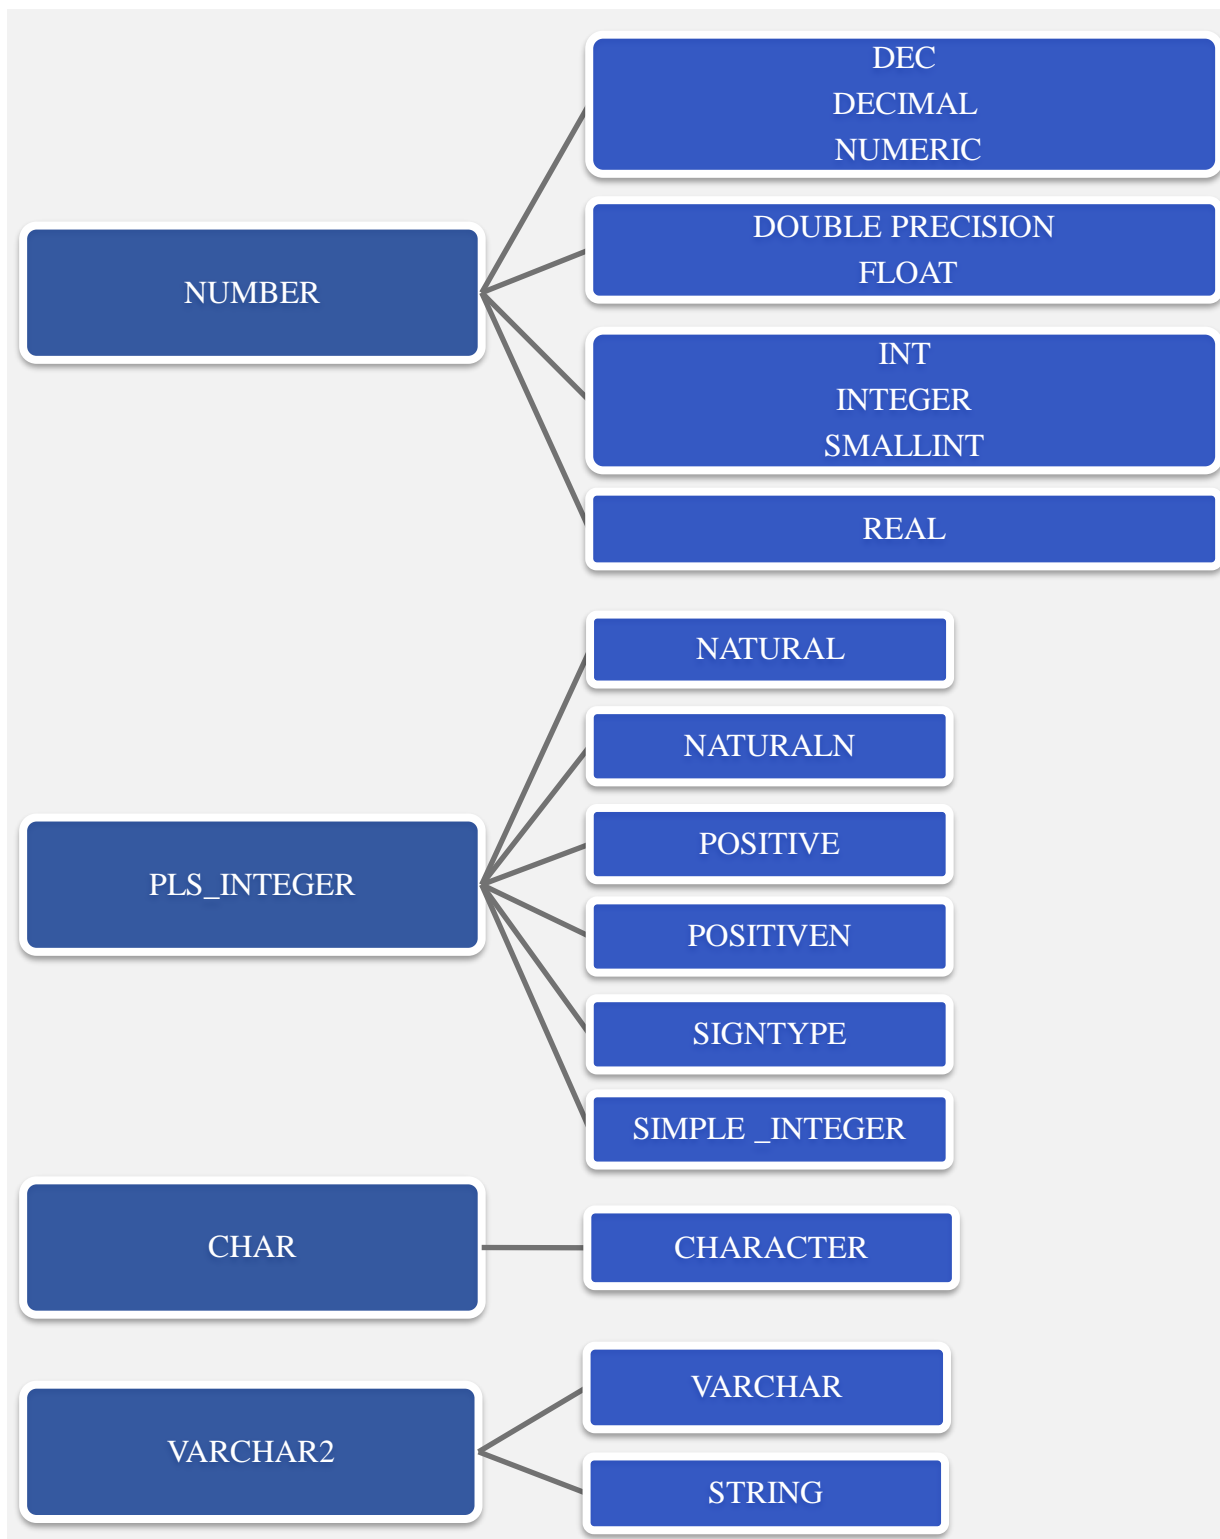 NUMBER
DEC
DECIMAL
NUMERIC
DOUBLE PRECISION
FLOAT
INT
INTEGER
SMALLINT
REAL
PLS_INTEGER
NATURAL
NATURALN
POSITIVE
POSITIVEN
SIGNTYPE
SIMPLE _INTEGER
CHAR
CHARACTER
VARCHAR2
VARCHAR
STRING